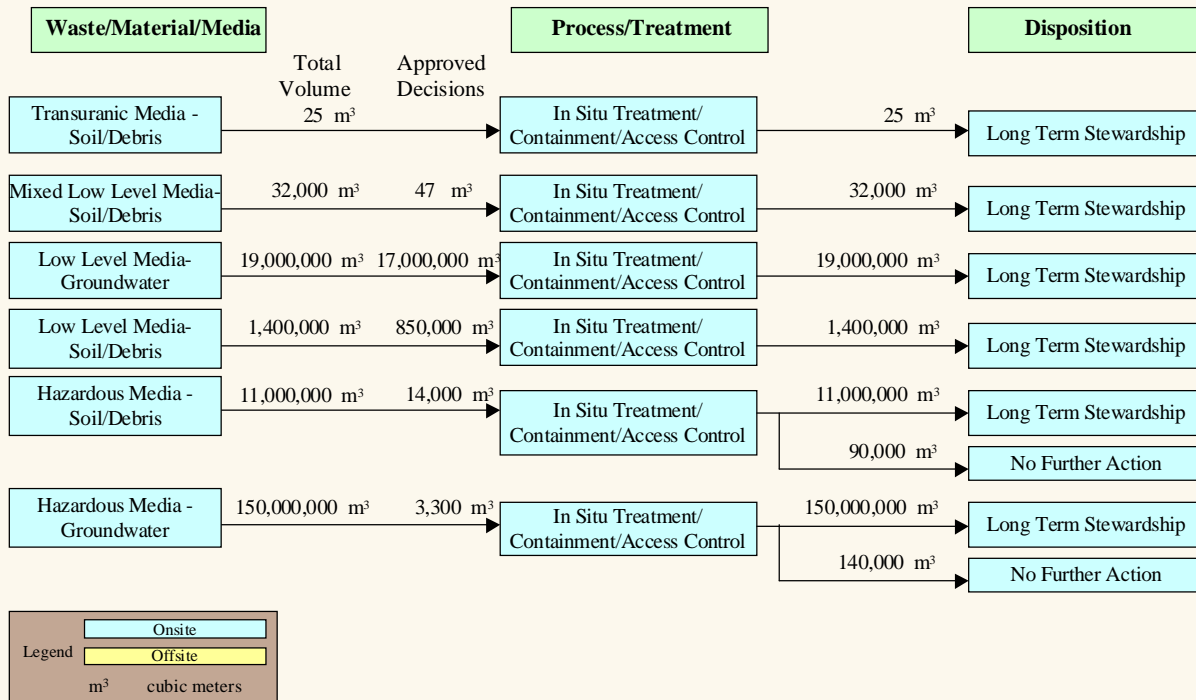 Waste/Material/Media
Process/Treatment
Disposition
Total
Volume
Approved
Decisions
Transuranic Media -
Soil/Debris
25 m³
In Situ Treatment/
Containment/Access Control
25 m³
Long Term Stewardship
Mixed Low Level Media-
Soil/Debris
32,000 m³
47 m³
In Situ Treatment/
Containment/Access Control
32,000 m³
Long Term Stewardship
Low Level Media-
Groundwater
19,000,000 m³
17,000,000 m³
In Situ Treatment/
Containment/Access Control
19,000,000 m³
Long Term Stewardship
Low Level Media-
Soil/Debris
1,400,000 m³
850,000 m³
In Situ Treatment/
Containment/Access Control
1,400,000 m³
Long Term Stewardship
Hazardous Media -
Soil/Debris
11,000,000 m³
14,000 m³
In Situ Treatment/
Containment/Access Control
11,000,000 m³
Long Term Stewardship
90,000 m³
No Further Action
Hazardous Media -
Groundwater
150,000,000 m³
3,300 m³
In Situ Treatment/
Containment/Access Control
150,000,000 m³
Long Term Stewardship
140,000 m³
No Further Action
Legend
Onsite
Offsite
m³ cubic meters